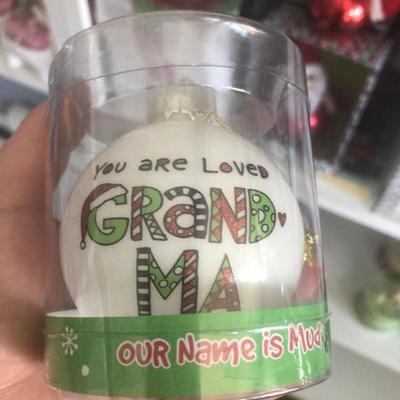 YOU aRe LOVeD
GRaND-
MA
OUR Name is Mud